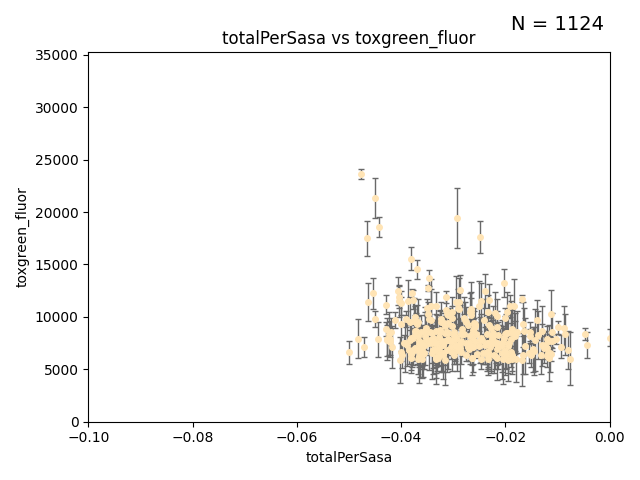 N = 1124
totalPerSasa vs toxgreen_fluor
35000
30000
25000
20000
15000
10000
5000
0
toxgreen_fluor
−0.10 −0.08 −0.06 −0.04 −0.02 0.00
totalPerSasa